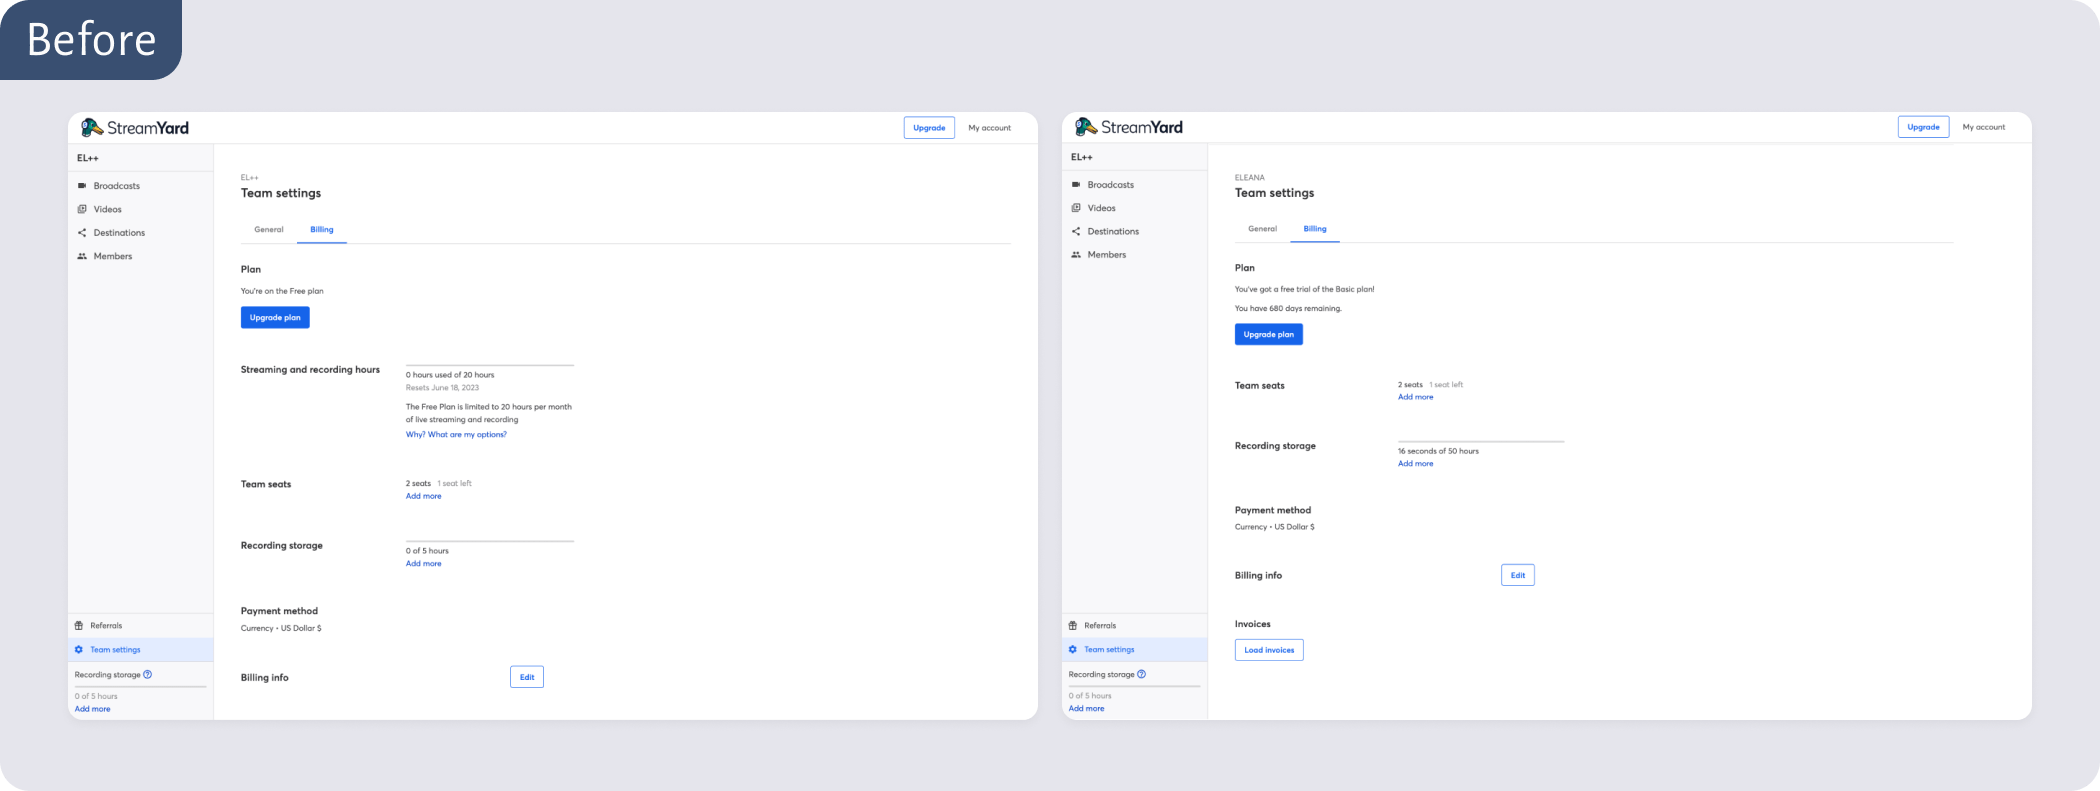 Before
StreamYard
Upgrade
My account
EL++
Broadcasts
Videos
Destinations
Members
EL++
Team settings
General
Billing
Plan
You're on the Free plan
Upgrade plan
Streaming and recording hours
0 hours used of 20 hours
Resets June 18, 2023
The Free Plan is limited to 20 hours per month
of live streaming and recording
Why? What are my options?
Team seats
2 seats 1 seat left
Add more
Recording storage
0 of 5 hours
Add more
Payment method
Currency • US Dollar $
Billing info
Edit
Referrals
Team settings
Recording storage
0 of 5 hours
Add more
StreamYard
Upgrade
My account
EL++
Broadcasts
Videos
Destinations
Members
ELEANA
Team settings
General
Billing
Plan
You've got a free trial of the Basic plan!
You have 680 days remaining.
Upgrade plan
Team seats
2 seats 1 seat left
Add more
Recording storage
16 seconds of 50 hours
Add more
Payment method
Currency • US Dollar $
Billing info
Edit
Invoices
Load invoices
Referrals
Team settings
Recording storage
0 of 5 hours
Add more